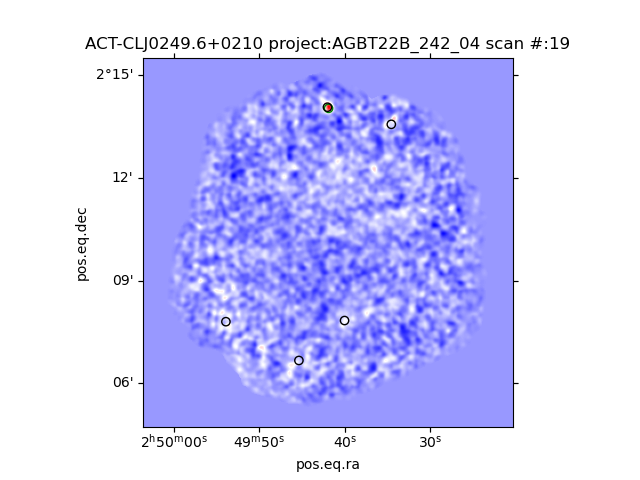 ACT-CLJ0249.6+0210 project:AGBT22B_242_04 scan #:19
2°15'
12'
09'
06'
pos.eq.dec
2ʰ50ᵐ00ˢ 49ᵐ50ˢ 40ˢ 30ˢ
pos.eq.ra